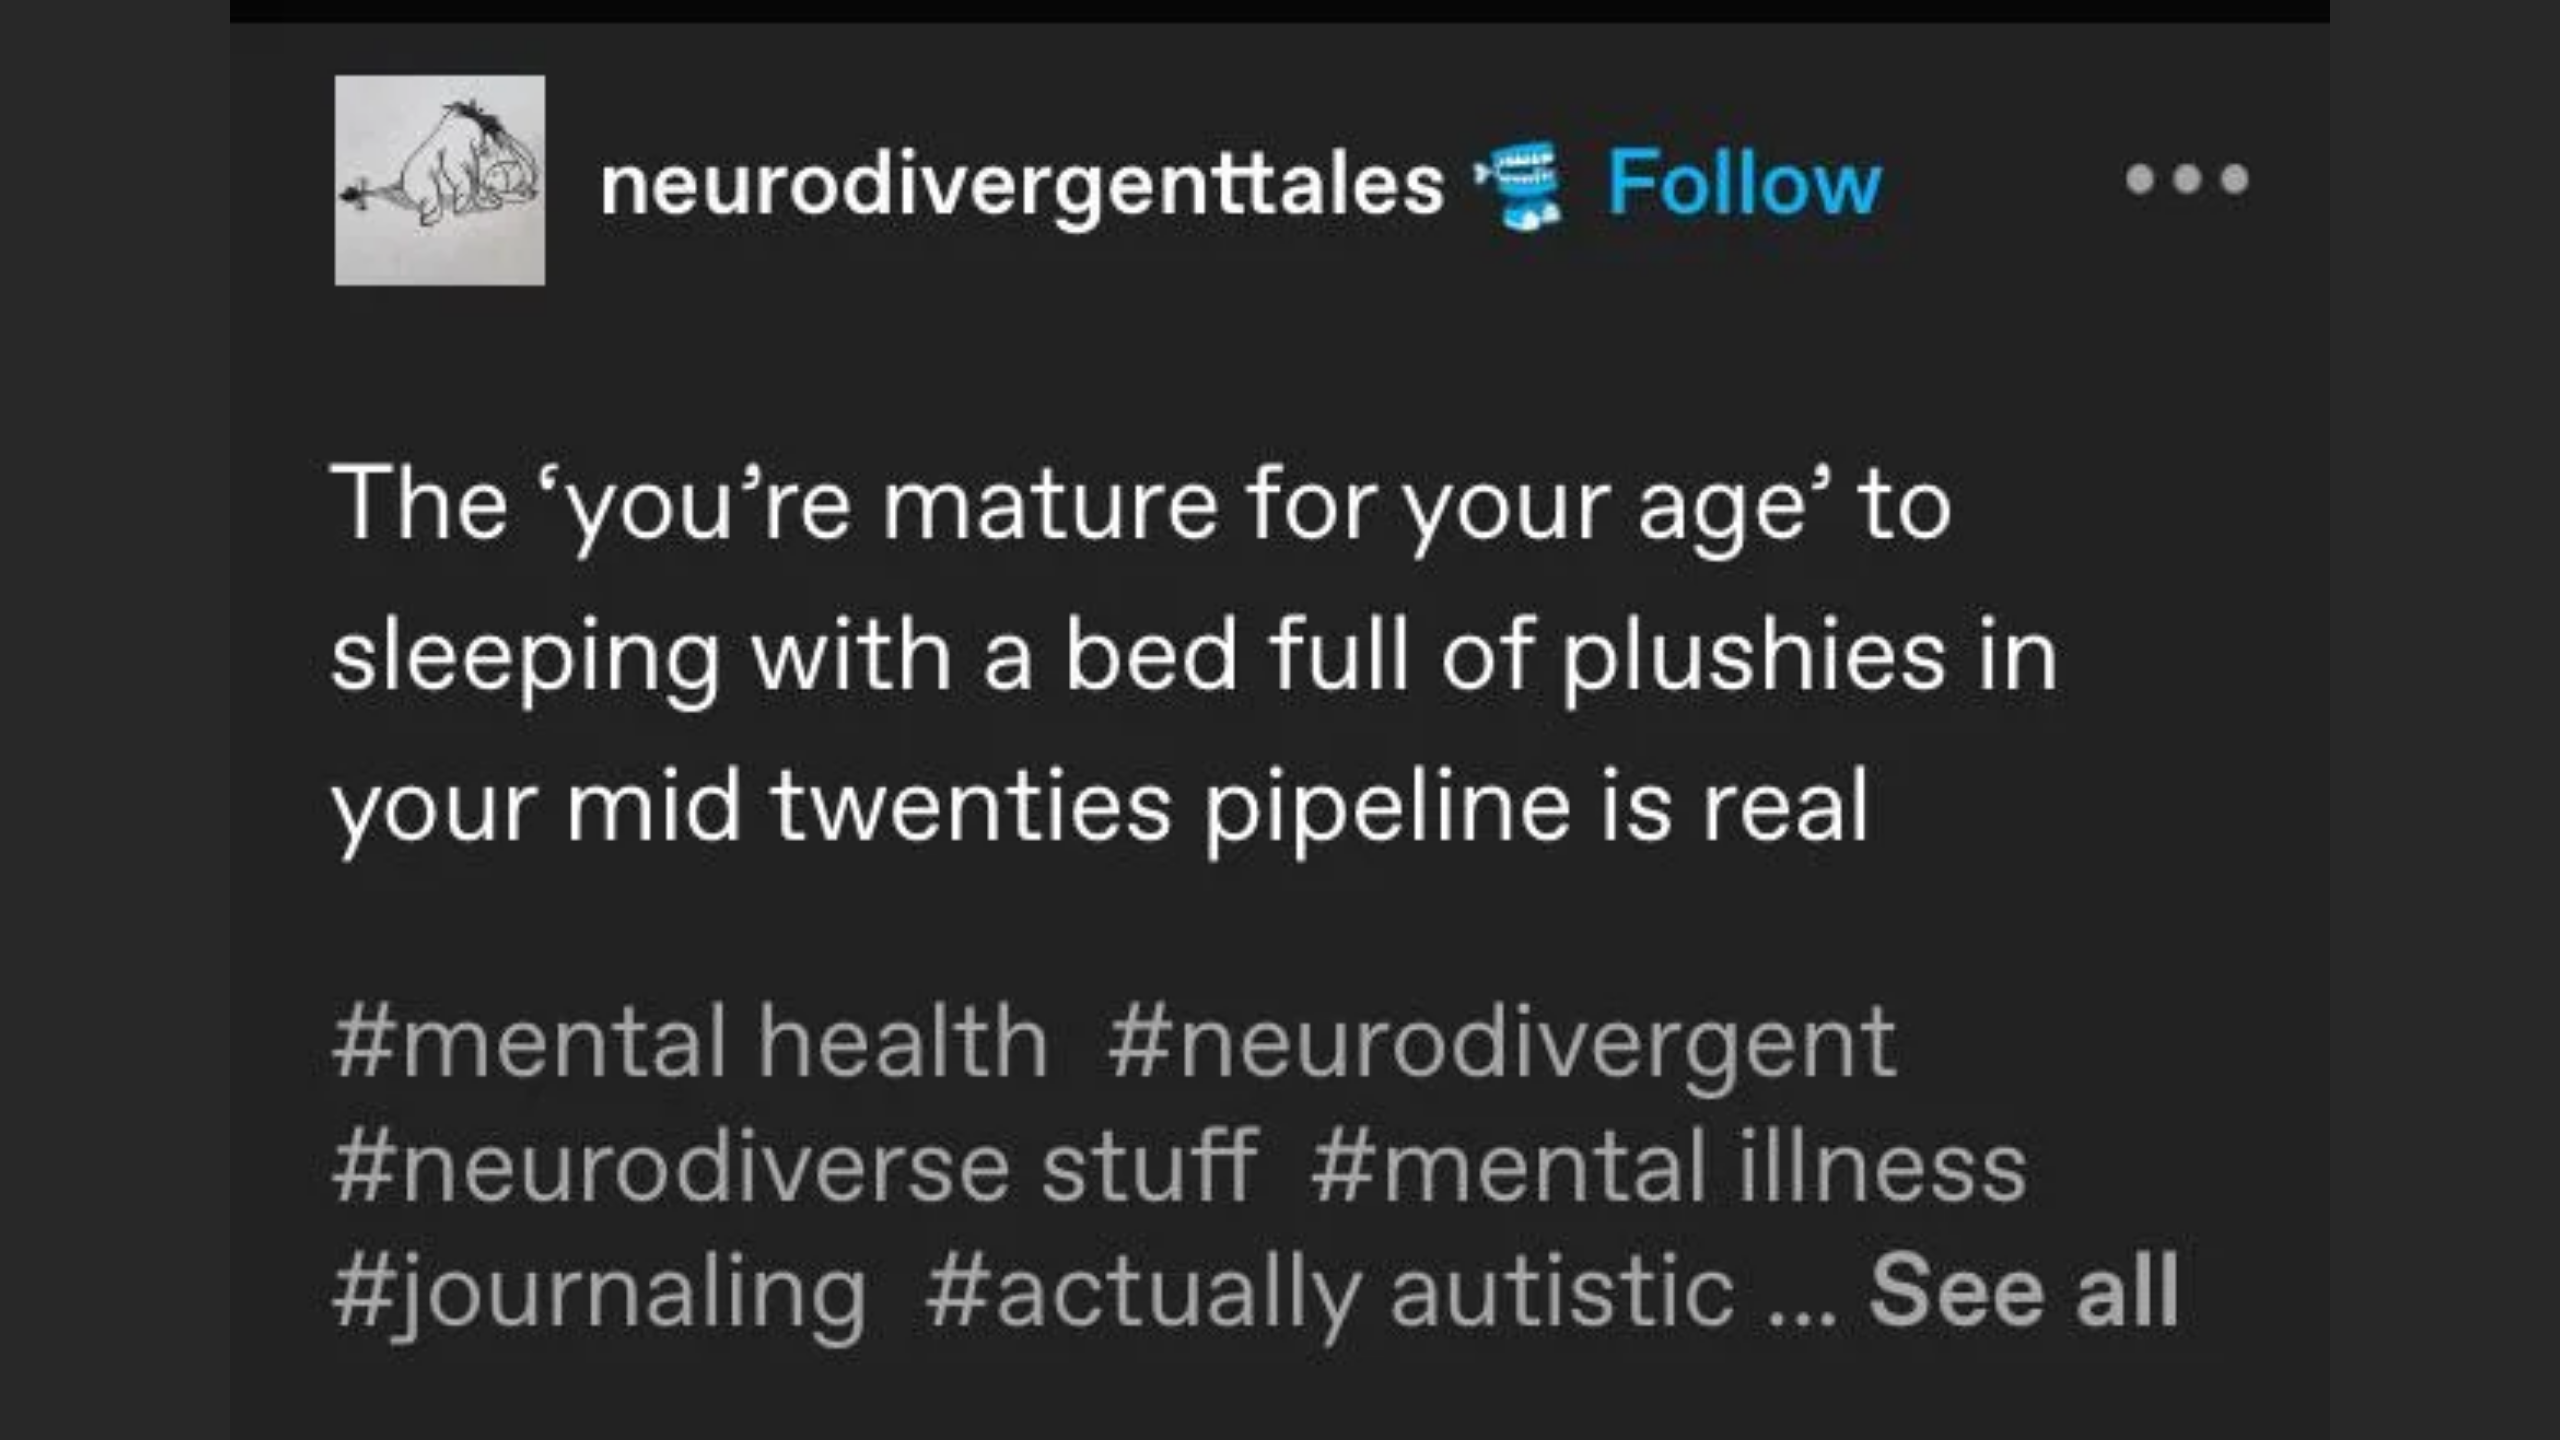 neurodivergenttales Follow
The ‘you’re mature for your age’ to
sleeping with a bed full of plushies in
your mid twenties pipeline is real
#mental health #neurodivergent
#neurodiverse stuff #mental illness
#journaling #actually autistic ... See all